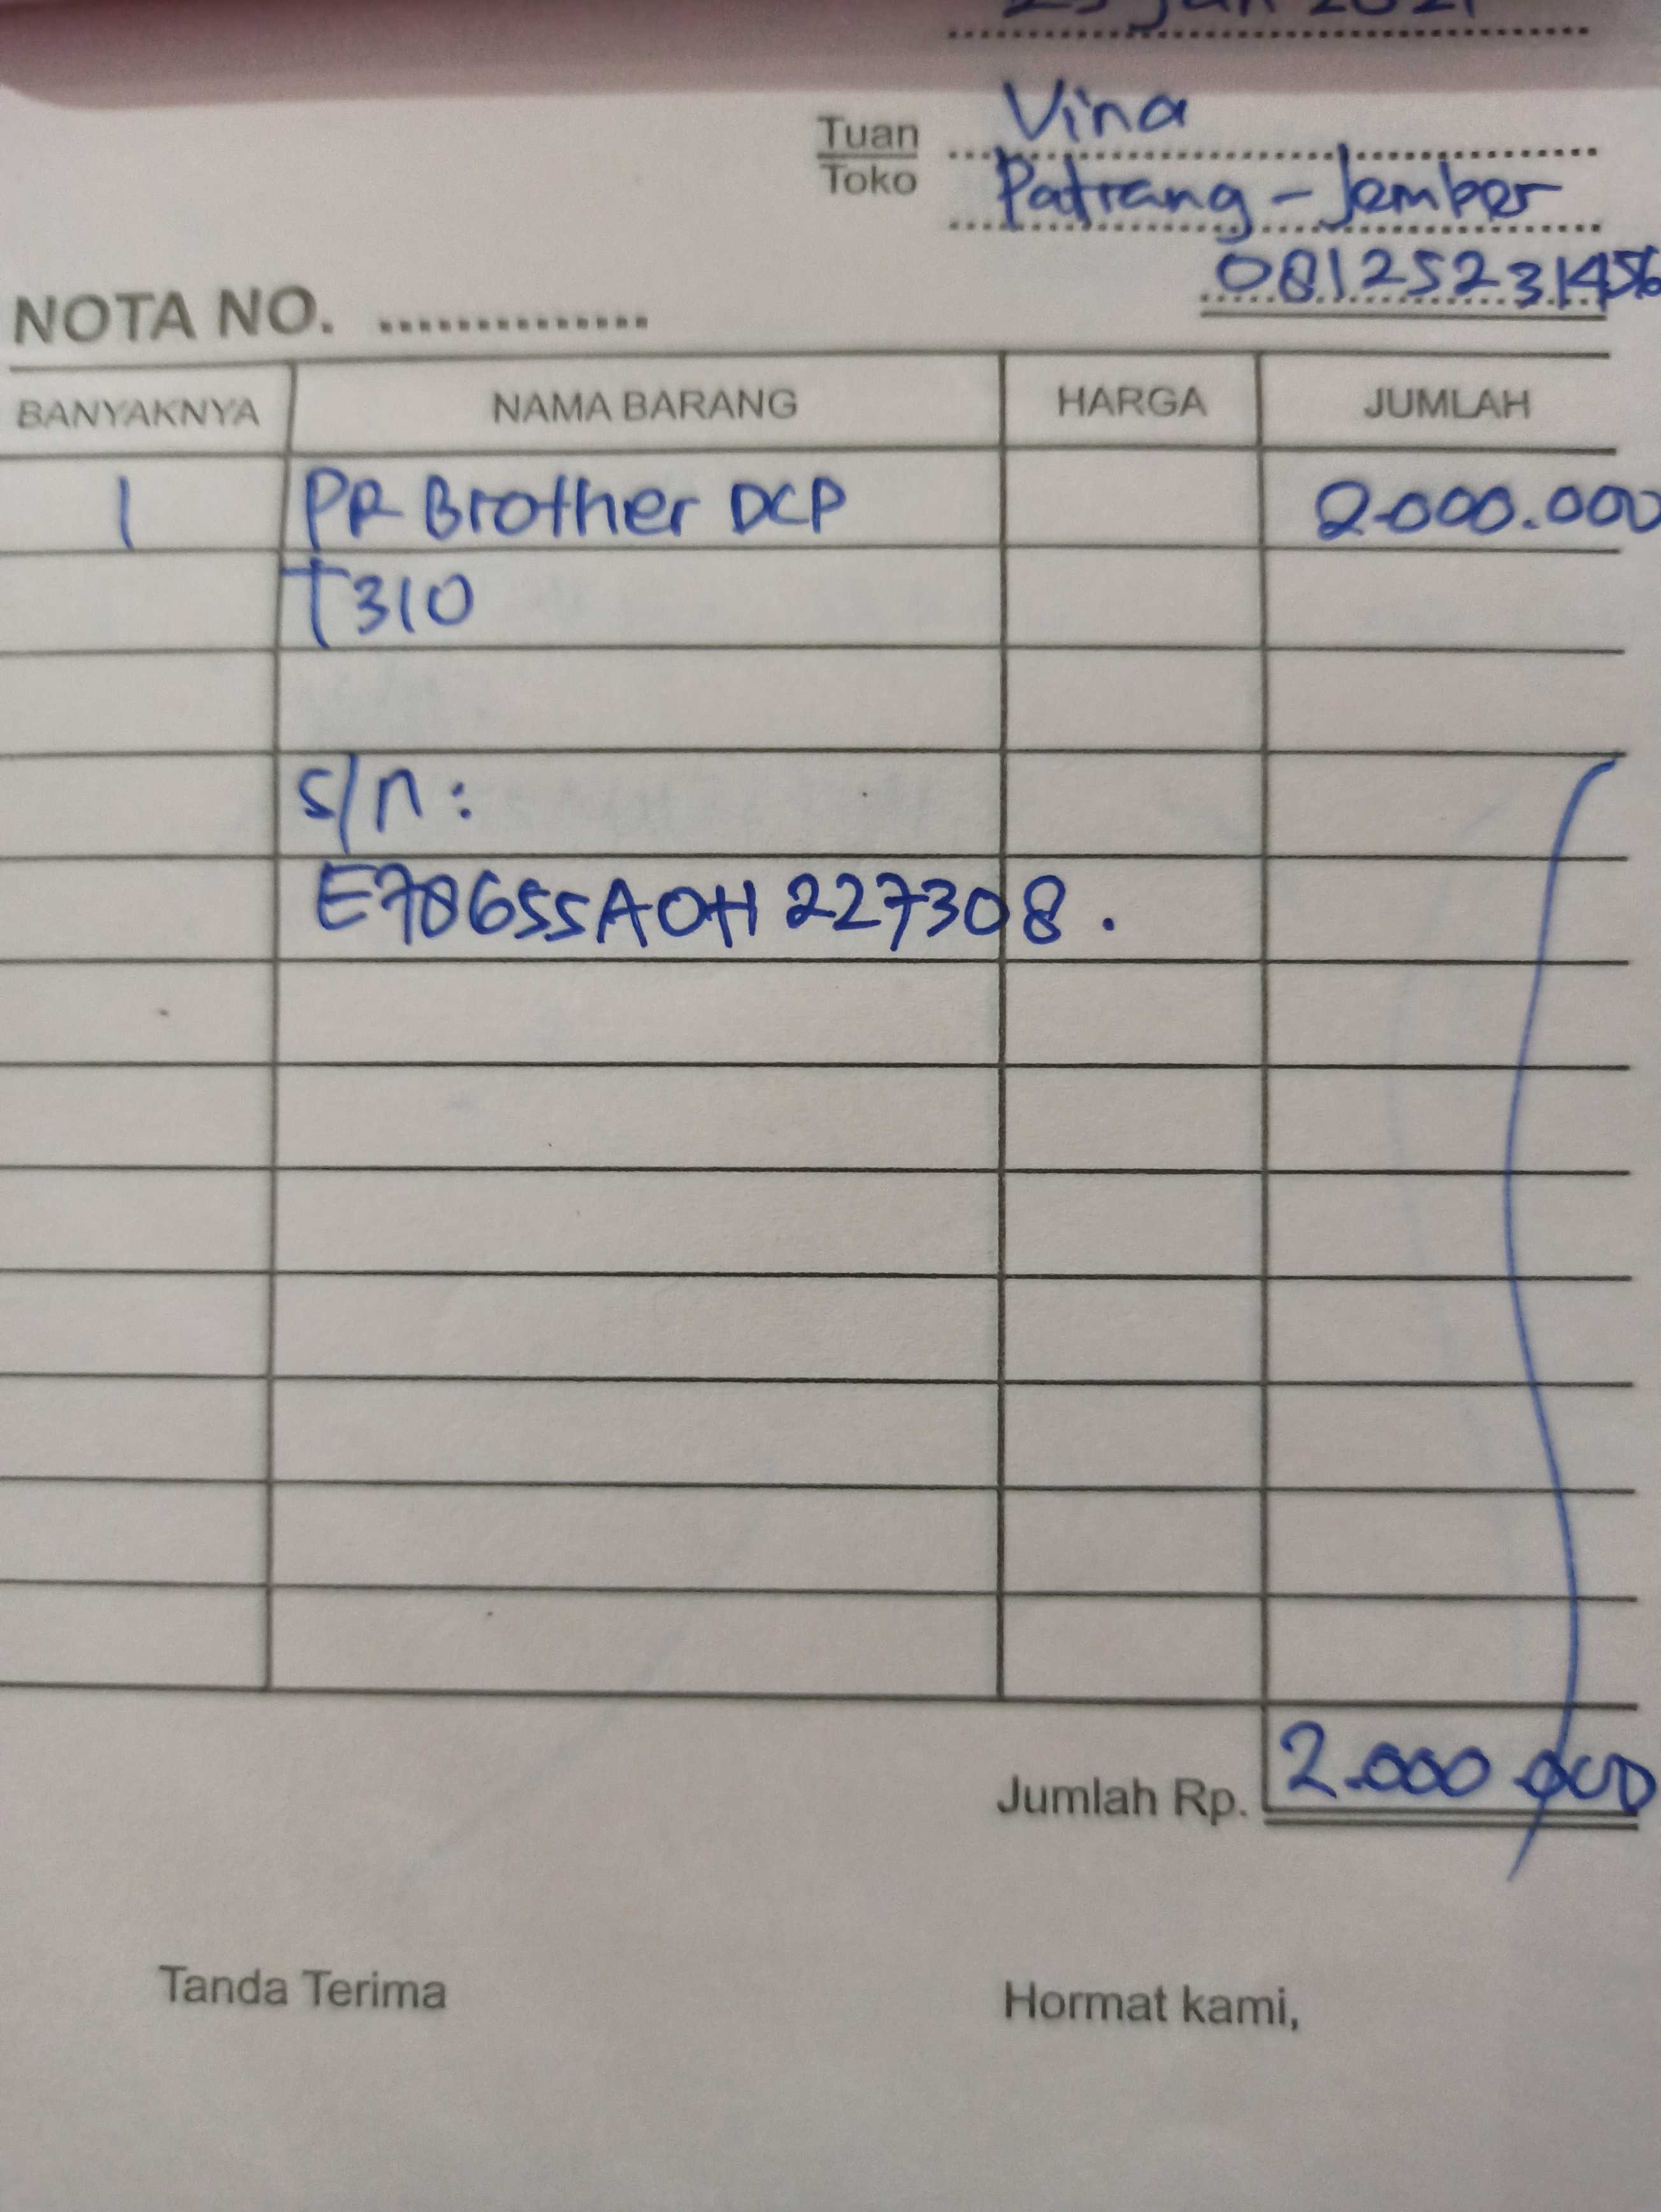 Tuan Vina
Toko Patrang - Jember
081252231456
NOTA NO. ...............
BANYAKNYA NAMA BARANG HARGA JUMLAH
1 PR Brother DCP 2.000.000
T310
s/n:
E78655A0H227308.
Jumlah Rp. 2.000.000
Tanda Terima Hormat kami,